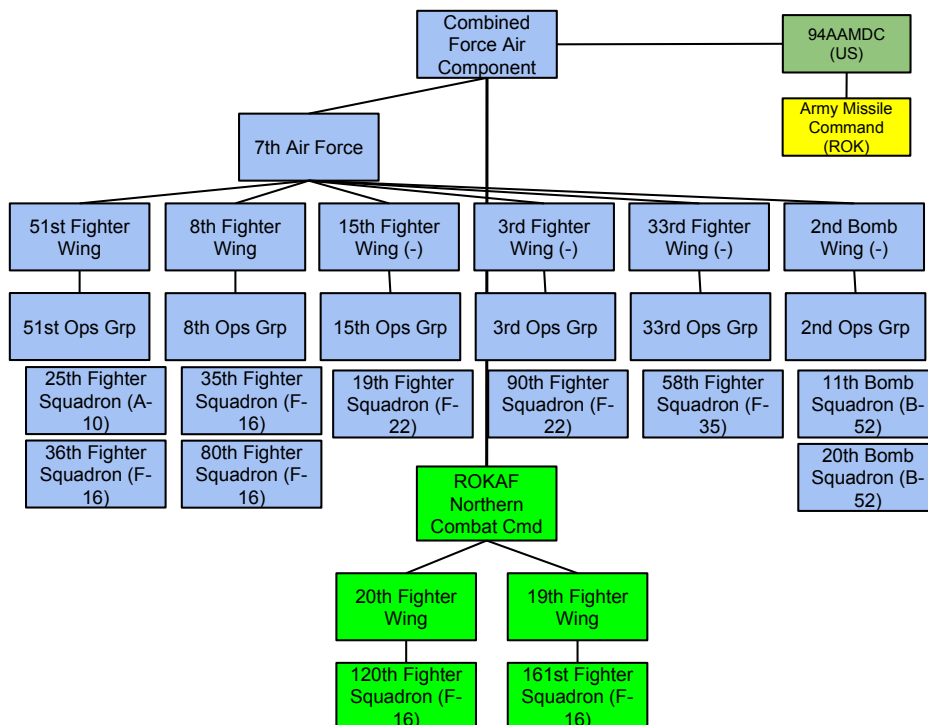 Combined
Force Air
Component
94AAMDC
(US)
Army Missile
Command
(ROK)
7th Air Force
51st Fighter
Wing
8th Fighter
Wing
15th Fighter
Wing (-)
3rd Fighter
Wing (-)
33rd Fighter
Wing (-)
2nd Bomb
Wing (-)
51st Ops Grp
8th Ops Grp
15th Ops Grp
3rd Ops Grp
33rd Ops Grp
2nd Ops Grp
25th Fighter
Squadron (A-
10)
35th Fighter
Squadron (F-
16)
19th Fighter
Squadron (F-
22)
90th Fighter
Squadron (F-
22)
58th Fighter
Squadron (F-
35)
11th Bomb
Squadron (B-
52)
36th Fighter
Squadron (F-
16)
80th Fighter
Squadron (F-
16)
20th Bomb
Squadron (B-
52)
ROKAF
Northern
Combat Cmd
20th Fighter
Wing
19th Fighter
Wing
120th Fighter
Squadron (F-
16)
161st Fighter
Squadron (F-
16)